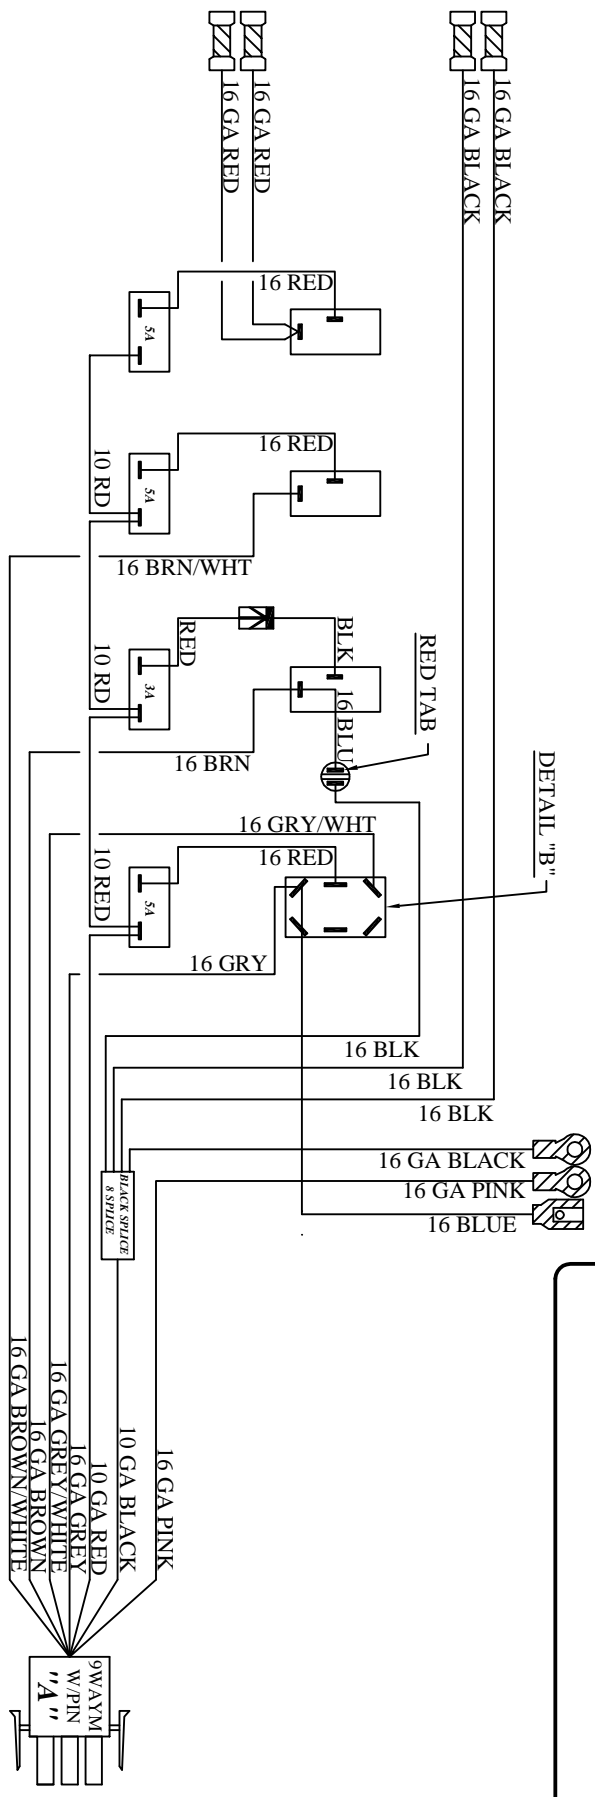 16 GA RED
16 GA RED
16 GA BLACK
16 GA BLACK
16 RED
5A
16 RED
5A
10 RD
16 BRN/WHT
RED
BLK
RED TAB
3A
10 RD
16 BLU
16 BRN
DETAIL "B"
16 GRY/WHT
16 RED
5A
10 RED
16 GRY
16 BLK
16 BLK
16 BLK
16 GA BLACK
16 GA PINK
16 BLUE
BLACK SPLICE
8 SPLICE
16 GA PINK
10 GA BLACK
10 GA RED
16 GA GREY
16 GA GREY/WHITE
16 GA BROWN
16 GA BROWN/WHITE
9WAYM
W/PIN
"A"